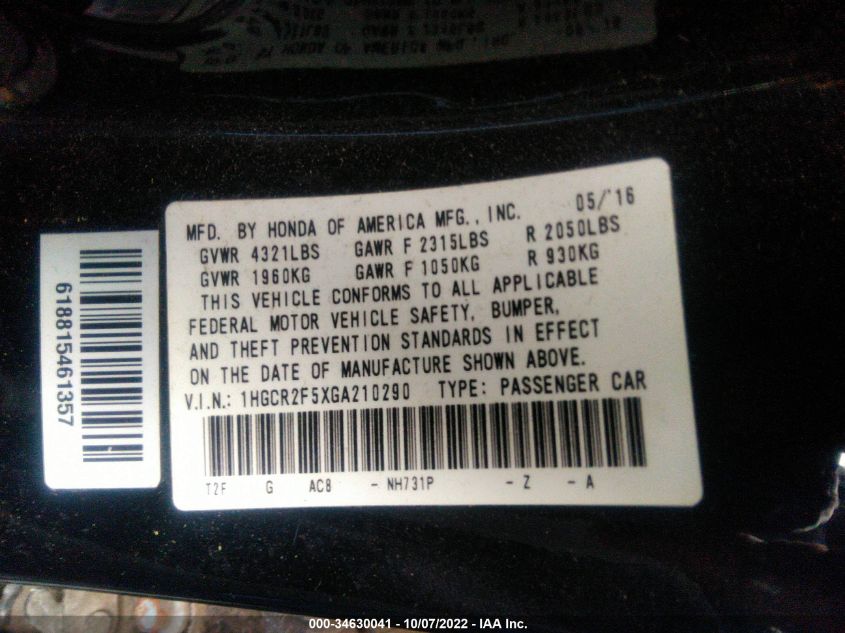 MFD. BY HONDA OF AMERICA MFG., INC. 05/'16
GVWR 4321LBS GAWR F 2315LBS R 2050LBS
GVWR 1960KG GAWR F 1050KG R 930KG
THIS VEHICLE CONFORMS TO ALL APPLICABLE
FEDERAL MOTOR VEHICLE SAFETY, BUMPER,
AND THEFT PREVENTION STANDARDS IN EFFECT
ON THE DATE OF MANUFACTURE SHOWN ABOVE.
V.I.N.: 1HGCR2F5XGA210290 TYPE: PASSENGER CAR
T2F G AC8 - NH731P - Z - A
618815461357
000-34630041 - 10/07/2022 - IAA Inc.